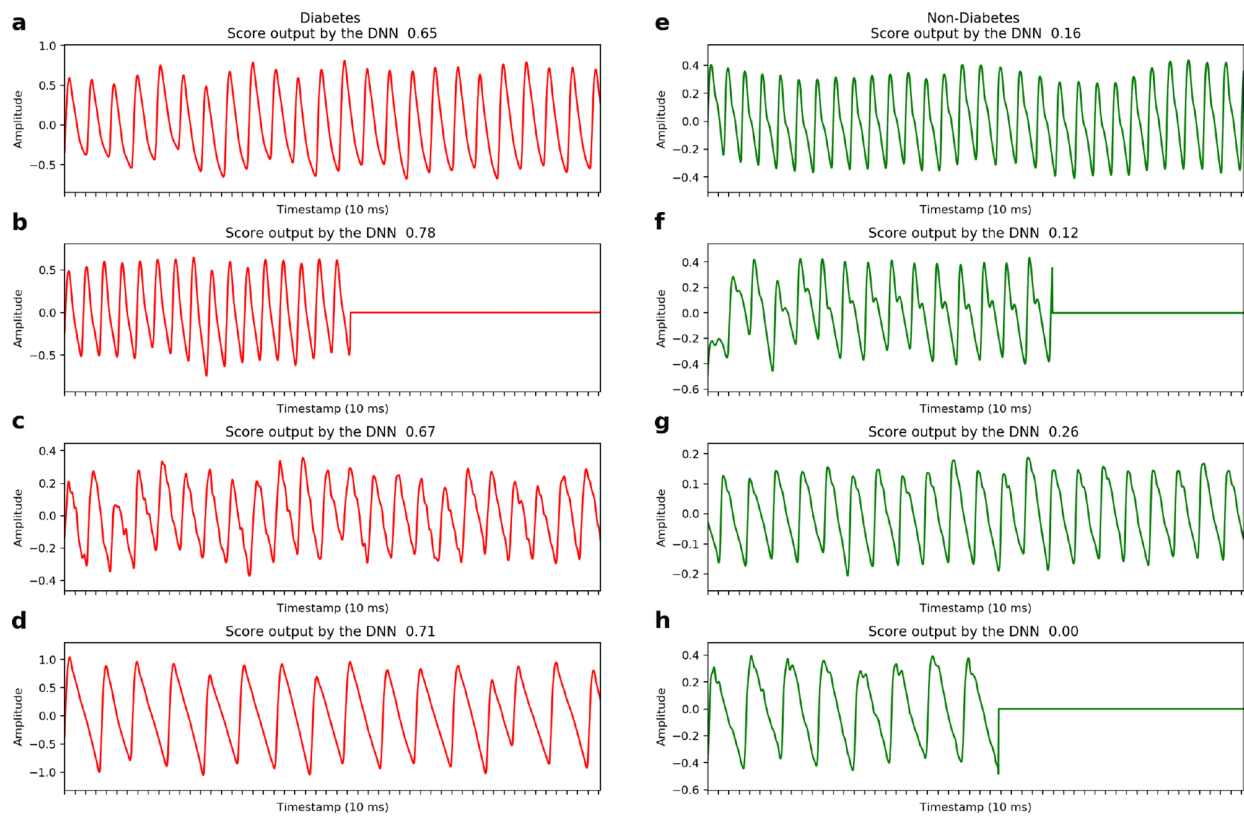 a
Diabetes
Score output by the DNN 0.65
1.0
0.5
0.0
−0.5
Amplitude
Timestamp (10 ms)
b
Score output by the DNN 0.78
0.5
0.0
−0.5
Amplitude
Timestamp (10 ms)
c
Score output by the DNN 0.67
0.4
0.2
0.0
−0.2
−0.4
Amplitude
Timestamp (10 ms)
d
Score output by the DNN 0.71
1.0
0.5
0.0
−0.5
−1.0
Amplitude
Timestamp (10 ms)
e
Non-Diabetes
Score output by the DNN 0.16
0.4
0.2
0.0
−0.2
−0.4
Amplitude
Timestamp (10 ms)
f
Score output by the DNN 0.12
0.4
0.2
0.0
−0.2
−0.4
−0.6
Amplitude
Timestamp (10 ms)
g
Score output by the DNN 0.26
0.2
0.1
0.0
−0.1
−0.2
Amplitude
Timestamp (10 ms)
h
Score output by the DNN 0.00
0.4
0.2
0.0
−0.2
−0.4
−0.6
Amplitude
Timestamp (10 ms)